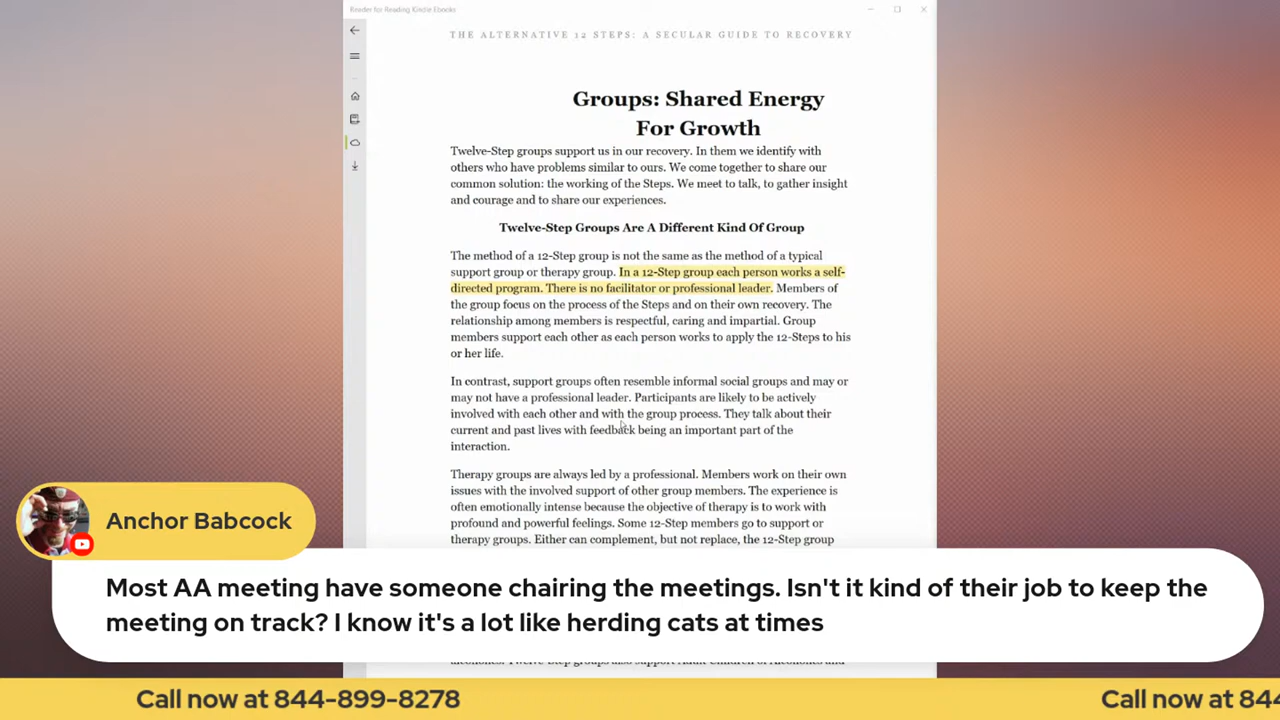 Reader for Reading Kindle Ebooks
THE ALTERNATIVE 12 STEPS: A SECULAR GUIDE TO RECOVERY
Groups: Shared Energy
For Growth
Twelve-Step groups support us in our recovery. In them we identify with
others who have problems similar to ours. We come together to share our
common solution: the working of the Steps. We meet to talk, to gather insight
and courage and to share our experiences.
Twelve-Step Groups Are A Different Kind Of Group
The method of a 12-Step group is not the same as the method of a typical
support group or therapy group. In a 12-Step group each person works a self-
directed program. There is no facilitator or professional leader. Members of
the group focus on the process of the Steps and on their own recovery. The
relationship among members is respectful, caring and impartial. Group
members support each other as each person works to apply the 12-Steps to his
or her life.
In contrast, support groups often resemble informal social groups and may or
may not have a professional leader. Participants are likely to be actively
involved with each other and with the group process. They talk about their
current and past lives with feedback being an important part of the
interaction.
Therapy groups are always led by a professional. Members work on their own
issues with the involved support of other group members. The experience is
often emotionally intense because the objective of therapy is to work with
profound and powerful feelings. Some 12-Step members go to support or
therapy groups. Either can complement, but not replace, the 12-Step group
Anchor Babcock
Most AA meeting have someone chairing the meetings. Isn't it kind of their job to keep the
meeting on track? I know it's a lot like herding cats at times
Call now at 844-899-8278
Call now at 844